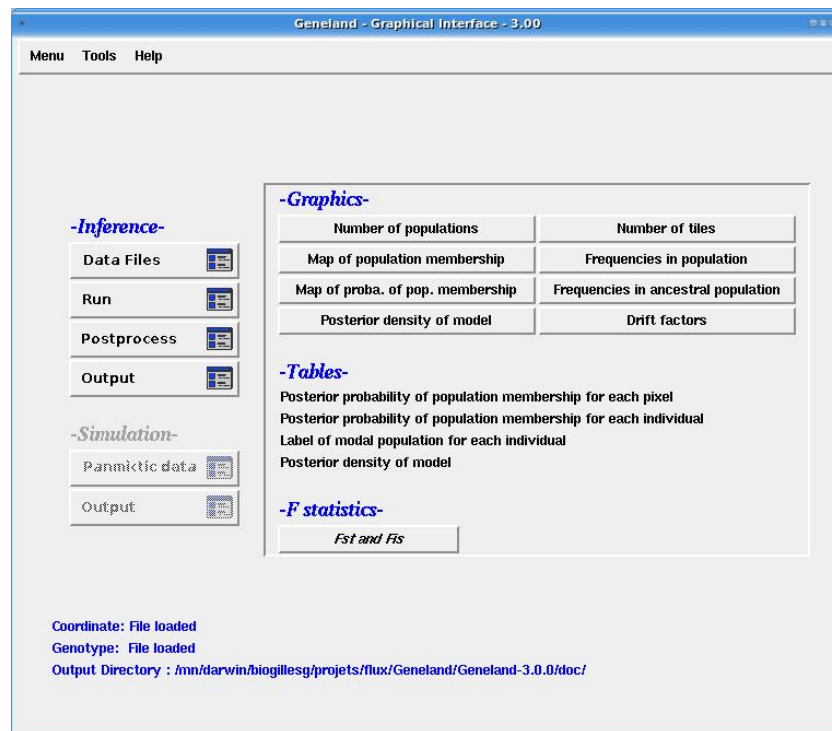 Geneland - Graphical Interface - 3.00
Menu Tools Help
-Inference-
Data Files
Run
Postprocess
Output
-Simulation-
Panmictic data
Output
-Graphics-
Number of populations
Number of tiles
Map of population membership
Frequencies in population
Map of proba. of pop. membership
Frequencies in ancestral population
Posterior density of model
Drift factors
-Tables-
Posterior probability of population membership for each pixel
Posterior probability of population membership for each individual
Label of modal population for each individual
Posterior density of model
-F statistics-
Fst and Fis
Coordinate: File loaded
Genotype: File loaded
Output Directory : /mn/darwin/biogillesg/projets/flux/Geneland/Geneland-3.0.0/doc/